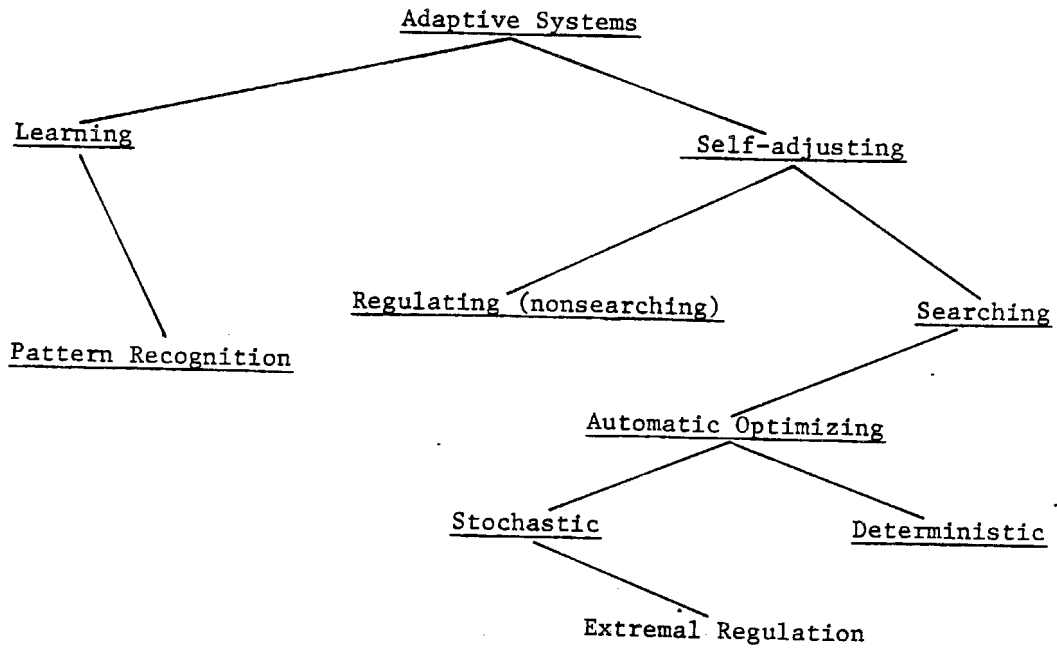 Adaptive Systems
Learning
Self-adjusting
Regulating (nonsearching)
Searching
Pattern Recognition
Automatic Optimizing
Stochastic
Deterministic
Extremal Regulation